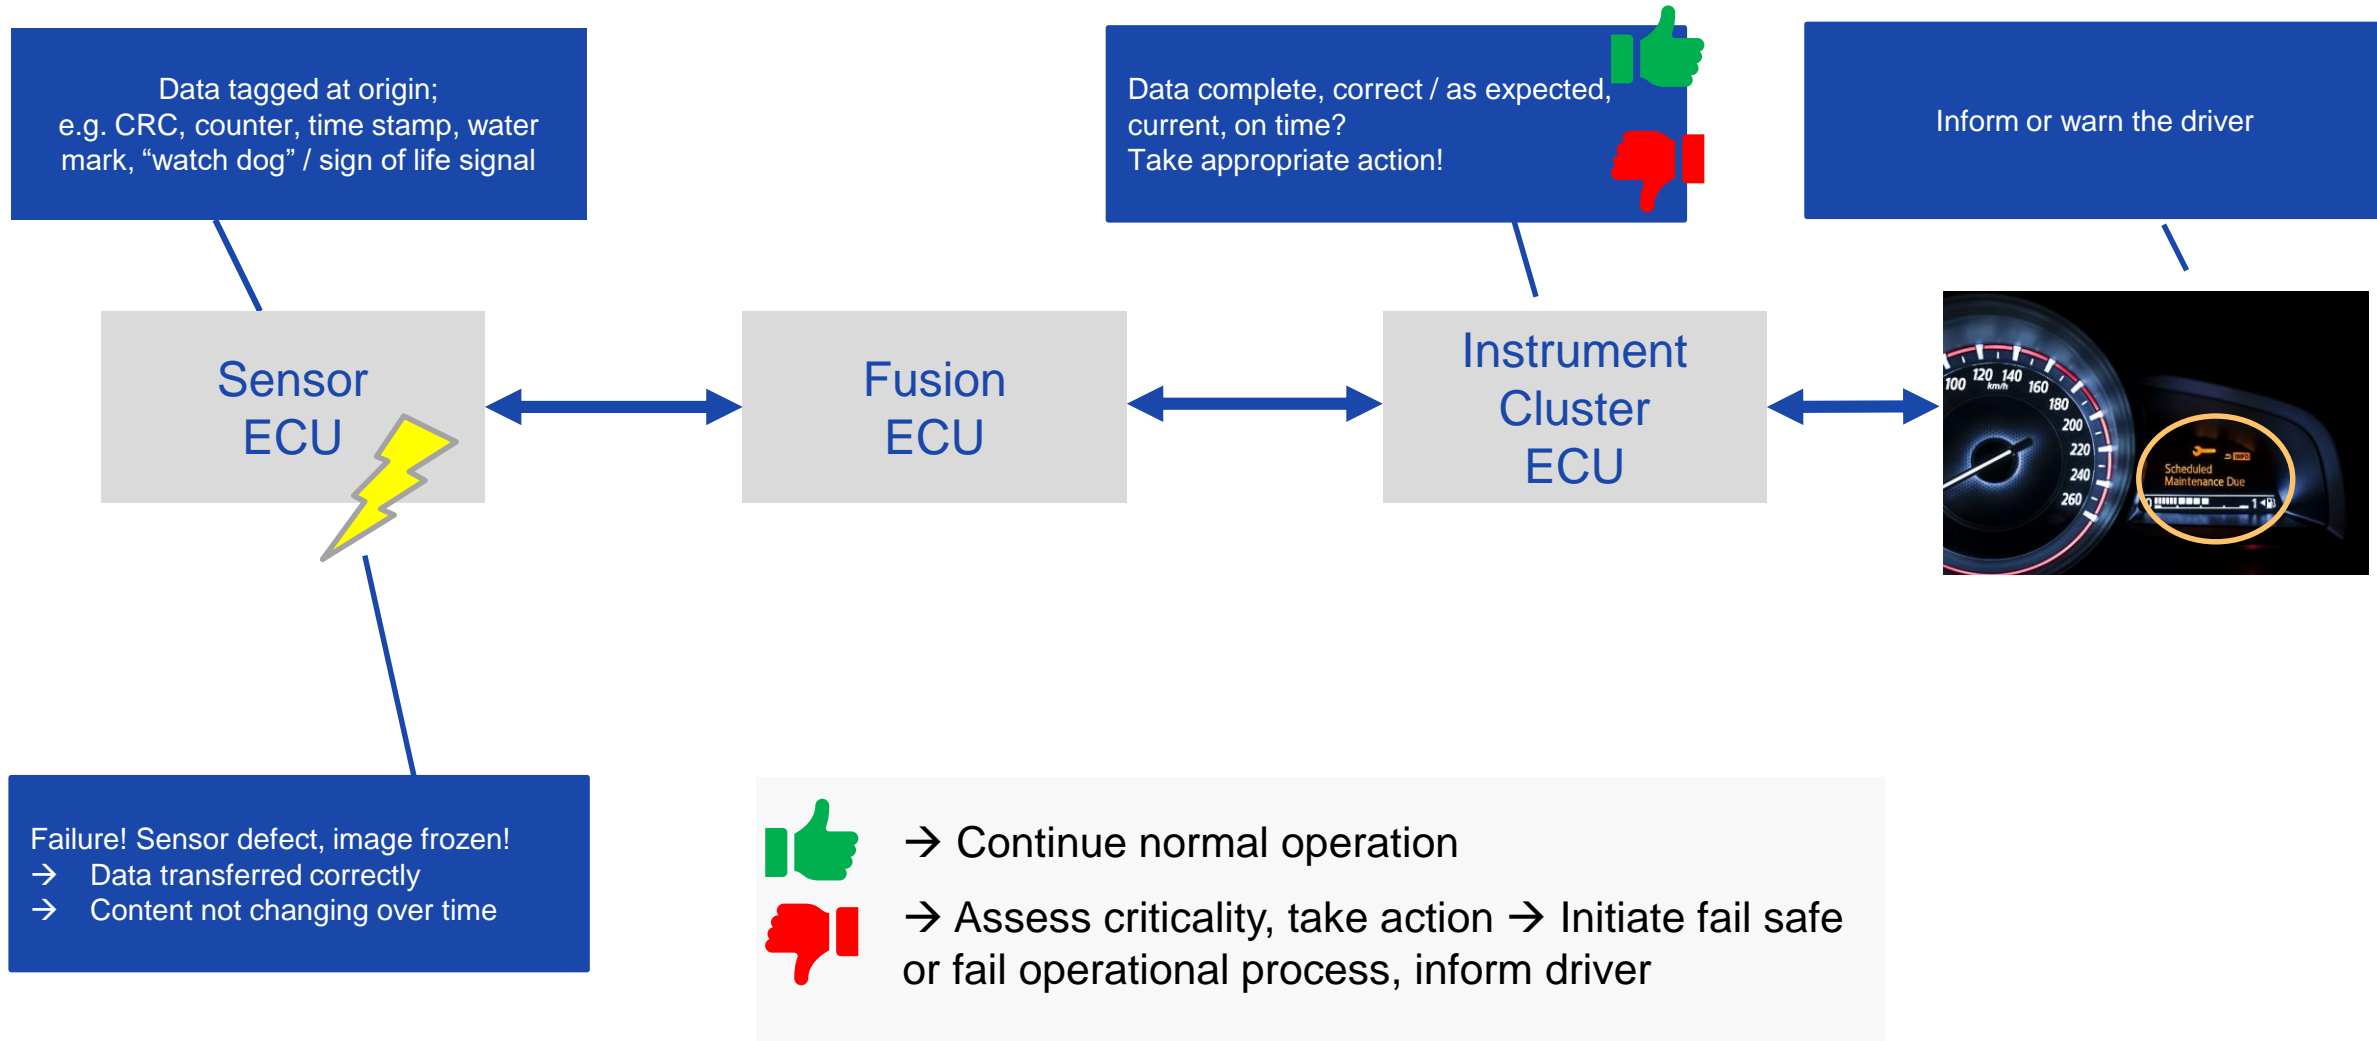 Data tagged at origin;
e.g. CRC, counter, time stamp, water
mark, “watch dog” / sign of life signal
Data complete, correct / as expected,
current, on time?
Take appropriate action!
Inform or warn the driver
Sensor
ECU
Fusion
ECU
Instrument
Cluster
ECU
100
120
140
km/h
160
180
200
220
240
260
INFO
Scheduled
Maintenance Due
0
1
Failure! Sensor defect, image frozen!
→ Data transferred correctly
→ Content not changing over time
→ Continue normal operation
→ Assess criticality, take action → Initiate fail safe
or fail operational process, inform driver